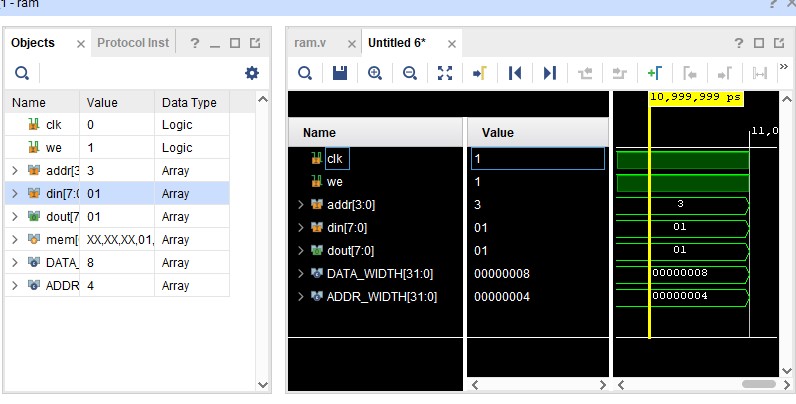 1 - ram
Objects
Protocol Inst
Name Value Data Type
clk 0 Logic
we 1 Logic
addr[3 3 Array
din[7:0 01 Array
dout[7 01 Array
mem[ XX,XX,XX,01, Array
DATA_ 8 Array
ADDR 4 Array
ram.v
Untitled 6*
Name Value
clk 1
we 1
addr[3:0] 3
din[7:0] 01
dout[7:0] 01
DATA_WIDTH[31:0] 00000008
ADDR_WIDTH[31:0] 00000004
10,999,999 ps
11,0
3
01
01
00000008
00000004